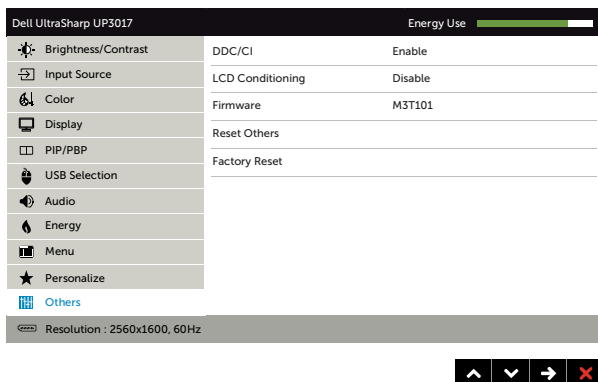 Dell UltraSharp UP3017 Energy Use
Brightness/Contrast DDC/CI Enable
Input Source LCD Conditioning Disable
Color Firmware M3T101
Display Reset Others
PIP/PBP Factory Reset
USB Selection
Audio
Energy
Menu
Personalize
Others
Resolution : 2560x1600, 60Hz